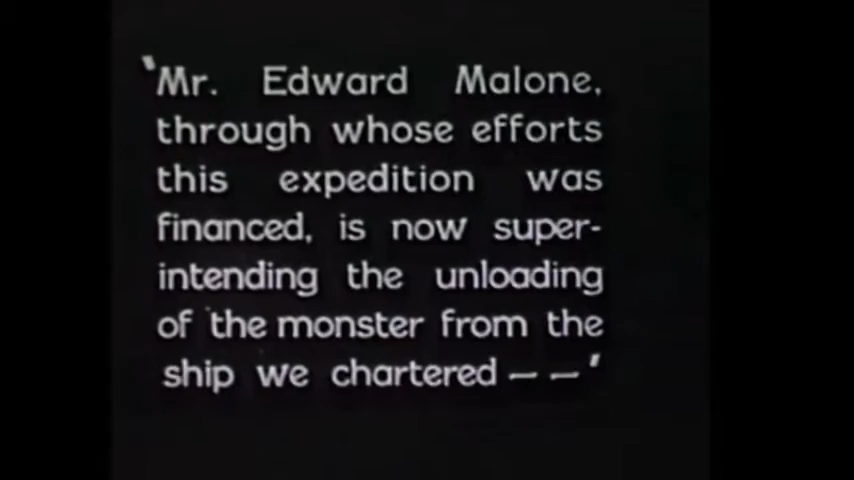 'Mr. Edward Malone,
through whose efforts
this expedition was
financed, is now super-
intending the unloading
of the monster from the
ship we chartered — —'